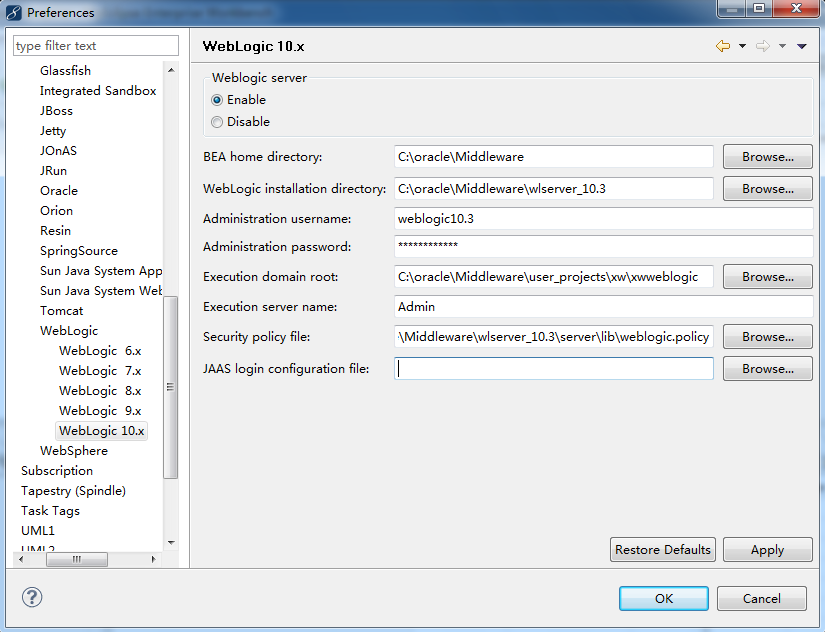 Preferences
type filter text
Glassfish
Integrated Sandbox
JBoss
Jetty
JOnAS
JRun
Oracle
Orion
Resin
SpringSource
Sun Java System App
Sun Java System Web
Tomcat
WebLogic
WebLogic 6.x
WebLogic 7.x
WebLogic 8.x
WebLogic 9.x
WebLogic 10.x
WebSphere
Subscription
Tapestry (Spindle)
Task Tags
UML1
UML2
WebLogic 10.x
Weblogic server
Enable
Disable
BEA home directory: C:\oracle\Middleware Browse...
WebLogic installation directory: C:\oracle\Middleware\wlserver_10.3 Browse...
Administration username: weblogic10.3
Administration password: ************
Execution domain root: C:\oracle\Middleware\user_projects\xw\xwweblogic Browse...
Execution server name: Admin
Security policy file: \Middleware\wlserver_10.3\server\lib\weblogic.policy Browse...
JAAS login configuration file: Browse...
Restore Defaults Apply
? OK Cancel